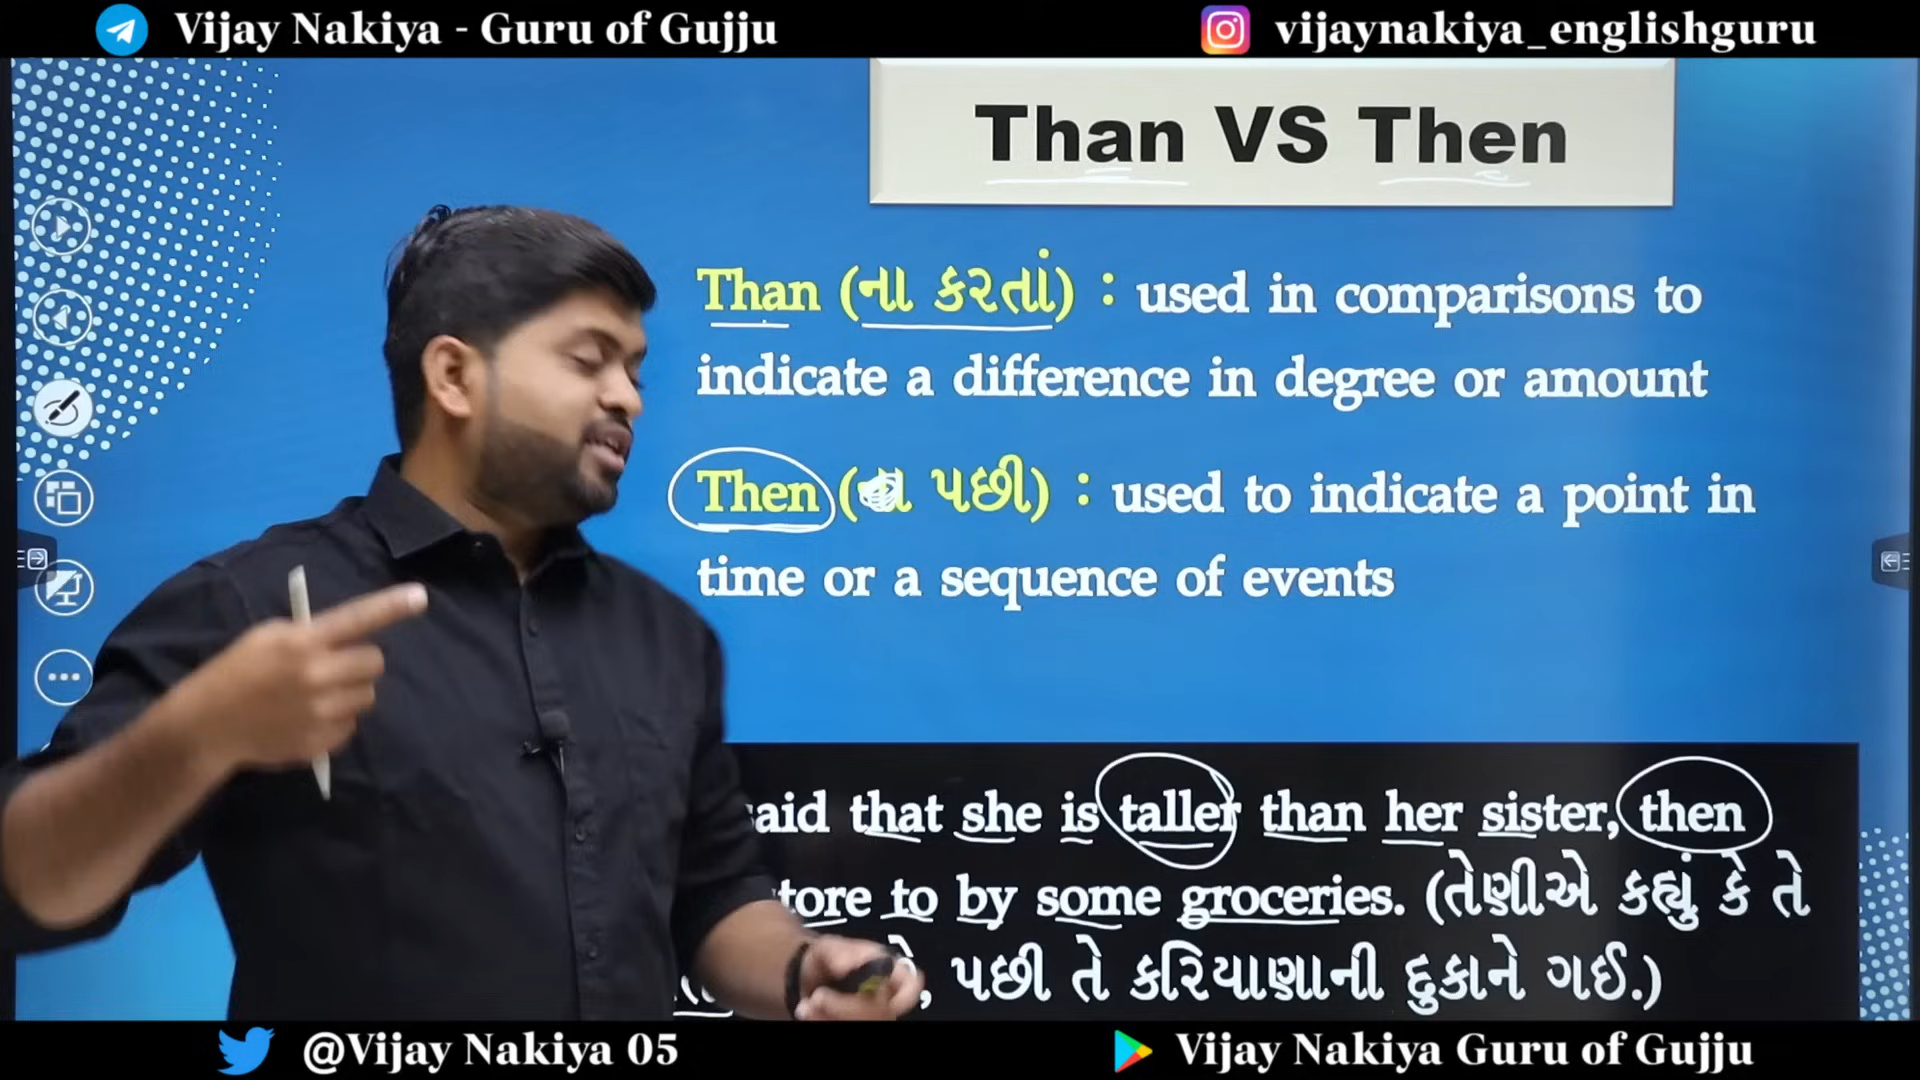 Vijay Nakiya - Guru of Gujju
vijaynakiya_englishguru
Than VS Then
Than (ના કરતાં) : used in comparisons to
indicate a difference in degree or amount
Then ( પછી) : used to indicate a point in
time or a sequence of events
said that she is taller than her sister, then
to by some groceries. (તેણીએ કહ્યું કે તે
, પછી તે કરિયાણાની દુકાને ગઈ.)
@Vijay Nakiya 05
Vijay Nakiya Guru of Gujju